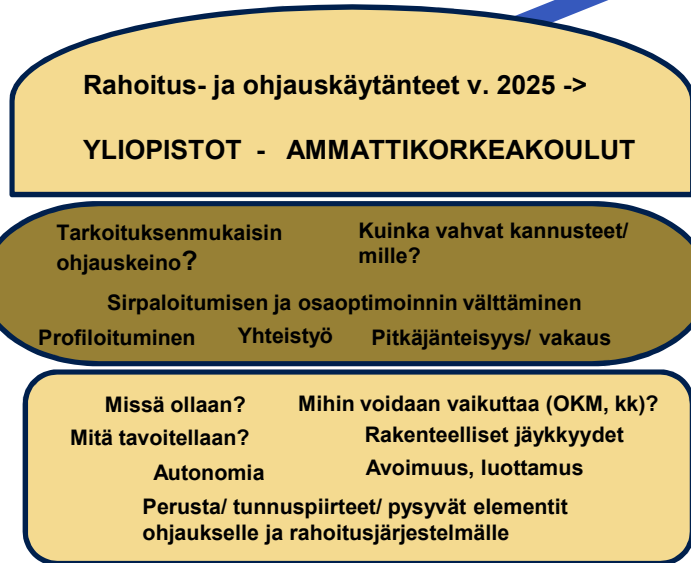 Rahoitus- ja ohjauskäytänteet v. 2025 ->
YLIOPISTOT - AMMATTIKORKEAKOULUT
Tarkoituksenmukaisin
ohjauskeino?
Kuinka vahvat kannusteet/
mille?
Sirpaloitumisen ja osaoptimoinnin välttäminen
Profiloituminen Yhteistyö Pitkäjänteisyys/ vakaus
Missä ollaan? Mihin voidaan vaikuttaa (OKM, kk)?
Mitä tavoitellaan? Rakenteelliset jäykkyydet
Autonomia Avoimuus, luottamus
Perusta/ tunnuspiirteet/ pysyvät elementit
ohjaukselle ja rahoitusjärjestelmälle